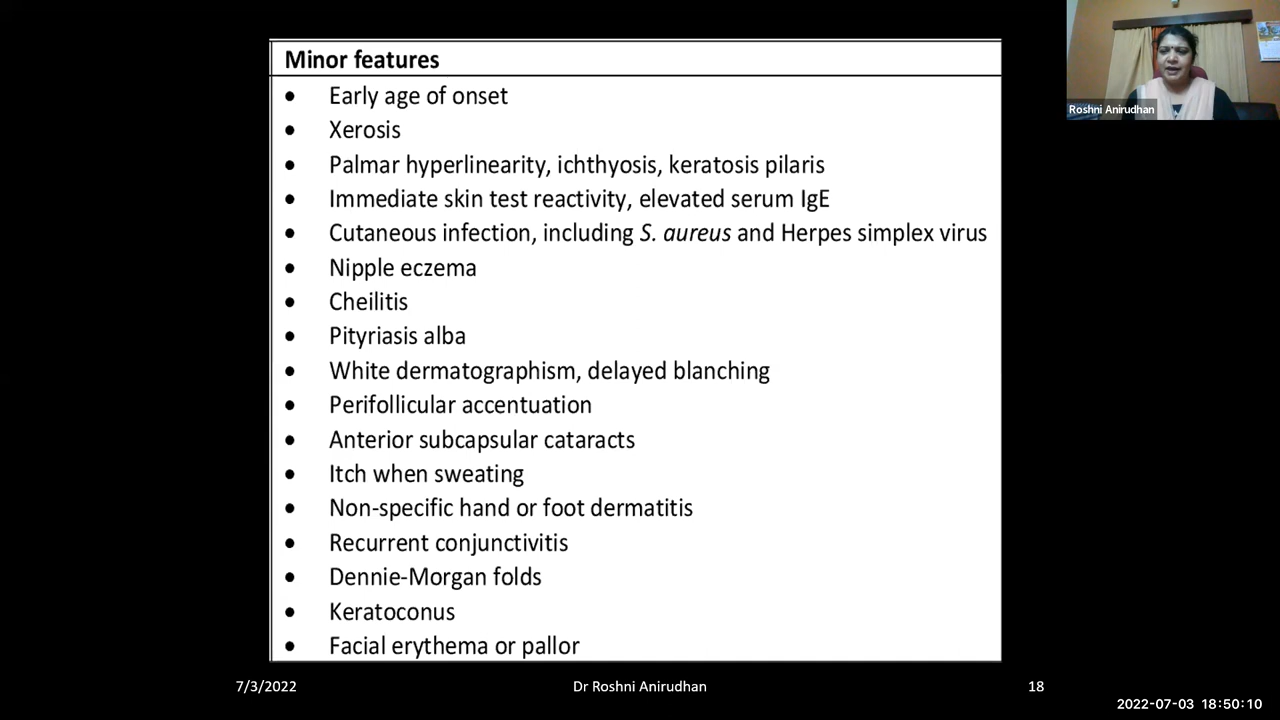 Minor features
• Early age of onset
• Xerosis
• Palmar hyperlinearity, ichthyosis, keratosis pilaris
• Immediate skin test reactivity, elevated serum IgE
• Cutaneous infection, including S. aureus and Herpes simplex virus
• Nipple eczema
• Cheilitis
• Pityriasis alba
• White dermatographism, delayed blanching
• Perifollicular accentuation
• Anterior subcapsular cataracts
• Itch when sweating
• Non-specific hand or foot dermatitis
• Recurrent conjunctivitis
• Dennie-Morgan folds
• Keratoconus
• Facial erythema or pallor
Roshni Anirudhan
7/3/2022
Dr Roshni Anirudhan
18
2022-07-03 18:50:10